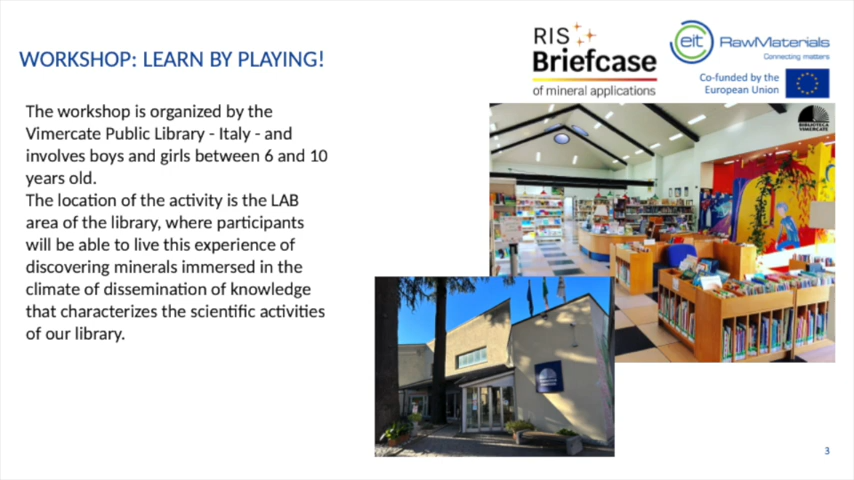 WORKSHOP: LEARN BY PLAYING!
RIS
Briefcase
of mineral applications
eit RawMaterials
Connecting matters
Co-funded by the
European Union
The workshop is organized by the
Vimercate Public Library - Italy - and
involves boys and girls between 6 and 10
years old.
The location of the activity is the LAB
area of the library, where participants
will be able to live this experience of
discovering minerals immersed in the
climate of dissemination of knowledge
that characterizes the scientific activities
of our library.
BIBLIOTECA
VIMERCATE
3